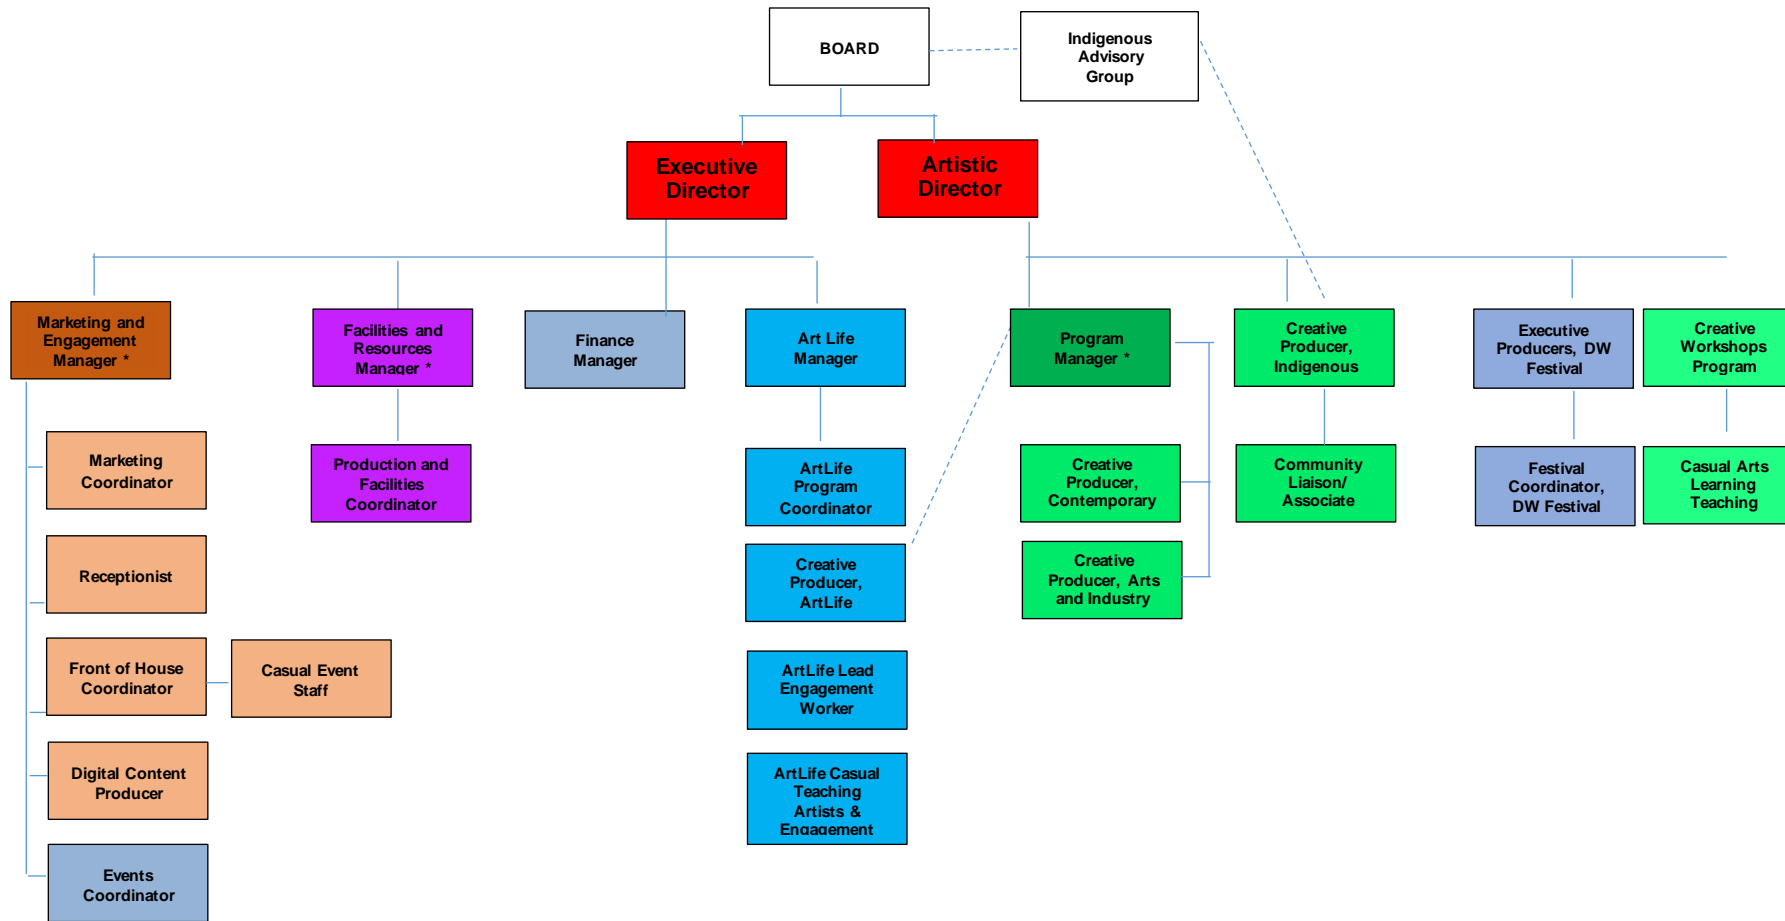 BOARD
Indigenous
Advisory
Group
Executive
Director
Artistic
Director
Marketing and
Engagement
Manager *
Facilities and
Resources
Manager *
Finance
Manager
Art Life
Manager
Program
Manager *
Creative
Producer,
Indigenous
Executive
Producers, DW
Festival
Creative
Workshops
Program
Marketing
Coordinator
Production and
Facilities
Coordinator
ArtLife
Program
Coordinator
Creative
Producer,
Contemporary
Community
Liaison/
Associate
Festival
Coordinator,
DW Festival
Casual Arts
Learning
Teaching
Receptionist
Creative
Producer,
ArtLife
Creative
Producer, Arts
and Industry
Front of House
Coordinator
Casual Event
Staff
ArtLife Lead
Engagement
Worker
Digital Content
Producer
ArtLife Casual
Teaching
Artists &
Engagement
Events
Coordinator